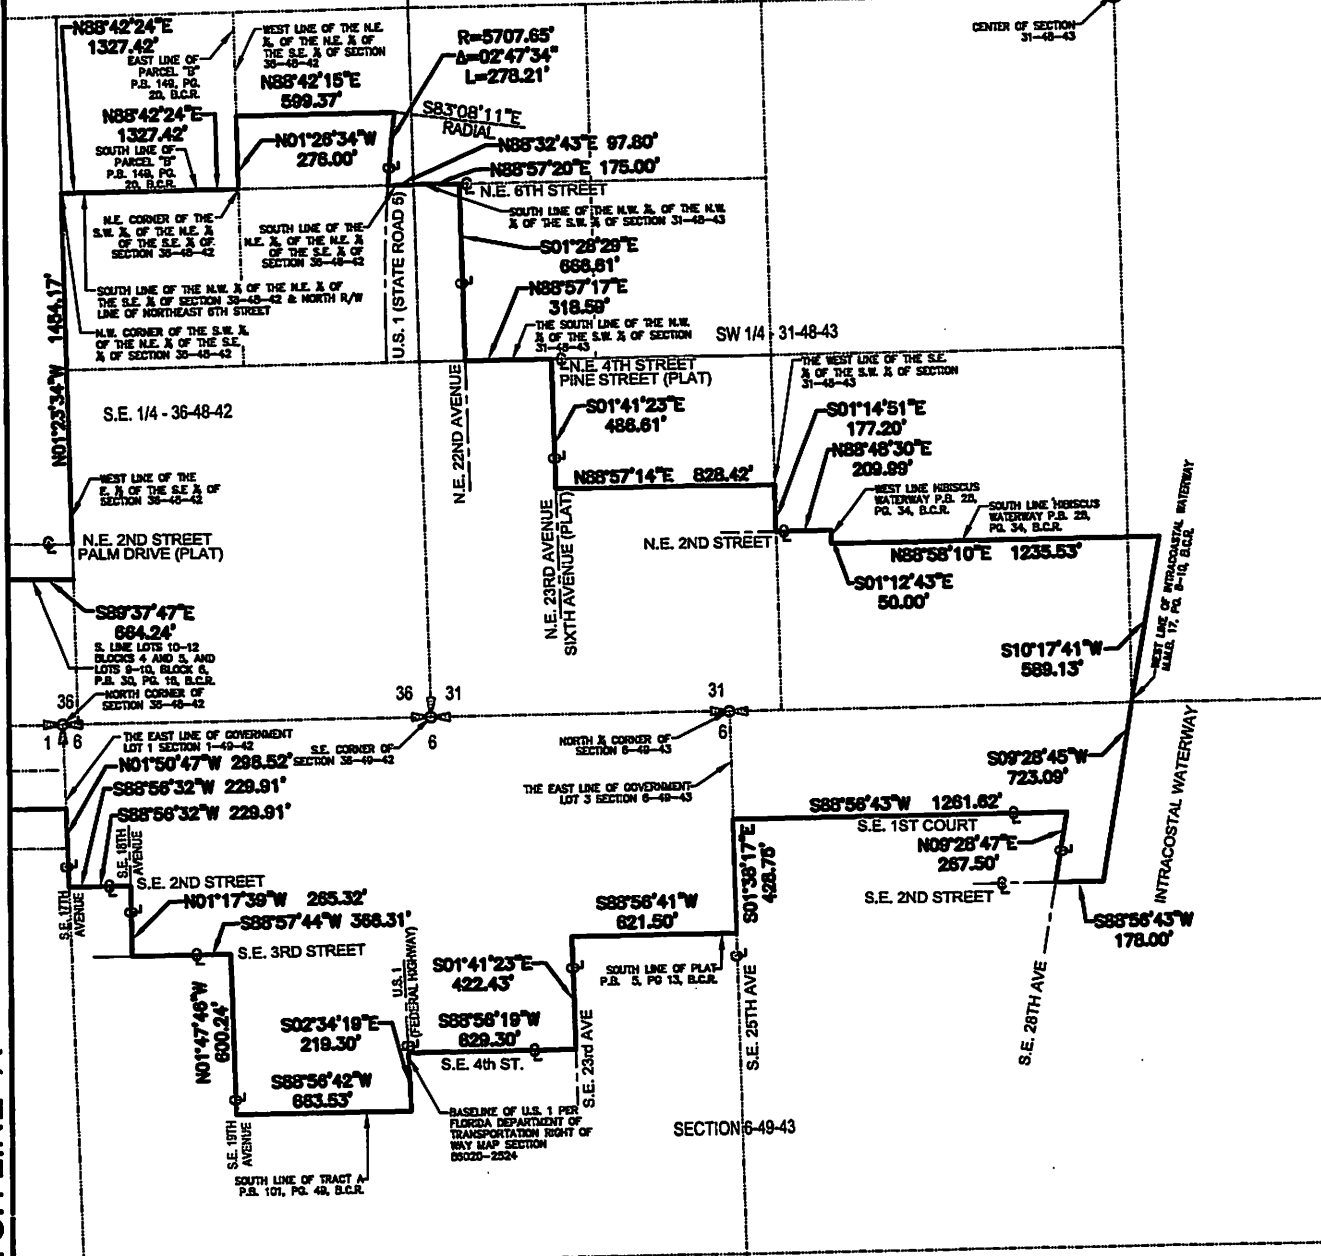 N88°42'24"E
1327.42'
EAST LINE OF
PARCEL "B"
P.B. 149, PG.
20, B.C.R.
WEST LINE OF THE N.E.
¼, OF THE N.E. ¼ OF
THE S.E. ¼ OF SECTION
36-48-42
N88°42'15"E
599.37'
R=5707.65'
Δ=02°47'34"
L=278.21'
CENTER OF SECTION
31-48-43
N88°42'24"E
1327.42'
SOUTH LINE OF
PARCEL "B"
P.B. 149, PG.
20, B.C.R.
N01°26'34"W
276.00'
S83°08'11"E
RADIAL
N88°32'43"E 97.80'
N88°57'20"E 175.00'
N.E. 6TH STREET
SOUTH LINE OF THE N.W. ¼, OF THE N.W.
¼ OF THE S.W. ¼ OF SECTION 31-48-43
N.E. CORNER OF THE
S.W. ¼, OF THE N.E. ¼
OF THE S.E. ¼ OF
SECTION 36-48-42
SOUTH LINE OF THE
N.E. ¼, OF THE N.E. ¼
OF THE S.E. ¼ OF
SECTION 36-48-42
S01°28'29"E
666.61'
N88°57'17"E
318.59'
SOUTH LINE OF THE N.W. ¼ OF THE N.E. ¼ OF
THE S.E. ¼ OF SECTION 36-48-42 & NORTH R/W
LINE OF NORTHEAST 6TH STREET
N.W. CORNER OF THE S.W. ¼,
OF THE N.E. ¼ OF THE S.E.
¼ OF SECTION 36-48-42
N01°23'34"W 1454.17'
U.S. 1 (STATE ROAD 5)
THE SOUTH LINE OF THE N.W.
¼ OF THE S.W. ¼ OF SECTION
31-48-43
SW 1/4 - 31-48-43
N.E. 4TH STREET
PINE STREET (PLAT)
THE WEST LINE OF THE S.E.
¼ OF THE S.W. ¼ OF SECTION
31-48-43
S.E. 1/4 - 36-48-42
N.E. 22ND AVENUE
S01°41'23"E
486.61'
S01°14'51"E
177.20'
N88°48'30"E
209.99'
N88°57'14"E 828.42'
WEST LINE OF THE
E. ½ OF THE S.E ¼ OF
SECTION 36-48-42
WEST LINE HIBISCUS
WATERWAY P.B. 28,
PG. 34, B.C.R.
SOUTH LINE HIBISCUS
WATERWAY P.B. 28,
PG. 34, B.C.R.
N.E. 2ND STREET
PALM DRIVE (PLAT)
N.E. 23RD AVENUE
SIXTH AVENUE (PLAT)
N.E. 2ND STREET
N88°58'10"E 1235.53'
S01°12'43"E
50.00'
WEST LINE OF INTRACOASTAL WATERWAY
M.M.B. 17, PG. 8-10, B.C.R.
S89°37'47"E
664.24'
S. LINE LOTS 10-12
BLOCKS 4 AND 5, AND
LOTS 9-10, BLOCK 6,
P.B. 30, PG. 18, B.C.R.
S10°17'41"W
589.13'
NORTH CORNER OF
SECTION 36-48-42
36
1
6
36 31
6
31
6
THE EAST LINE OF GOVERNMENT
LOT 1 SECTION 1-49-42
S.E. CORNER OF
SECTION 36-49-42
NORTH ¼ CORNER OF
SECTION 6-49-43
N01°50'47"W 298.52'
S88°56'32"W 229.91'
S88°56'32"W 229.91'
THE EAST LINE OF GOVERNMENT
LOT 3 SECTION 6-49-43
S09°28'45"W
723.09'
INTRACOSTAL WATERWAY
S88°56'43"W 1261.62'
S.E. 1ST COURT
N09°28'47"E
267.50'
S.E. 18TH
AVENUE
S.E. 2ND STREET
S.E. 17TH
AVENUE
S01°38'17"E
428.75'
S.E. 2ND STREET
S88°56'43"W
178.00'
N01°17'39"W 265.32'
S88°57'44"W 366.31'
S.E. 3RD STREET
S88°56'41"W
621.50'
U.S.1
(FEDERAL HIGHWAY)
S01°41'23"E
422.43'
SOUTH LINE OF PLAT
P.B. 5, PG 13, B.C.R.
N01°47'46"W
600.24'
S02°34'19"E
219.30'
S88°56'19"W
629.30'
S.E. 4th ST.
S.E. 23rd AVE
S.E. 25TH AVE
S.E. 28TH AVE
S88°56'42"W
663.53'
BASELINE OF U.S. 1 PER
FLORIDA DEPARTMENT OF
TRANSPORTATION RIGHT OF
WAY MAP SECTION
86020-2524
SECTION 6-49-43
S.E. 19TH
AVENUE
SOUTH LINE OF TRACT A
P.B. 101, PG. 49, B.C.R.